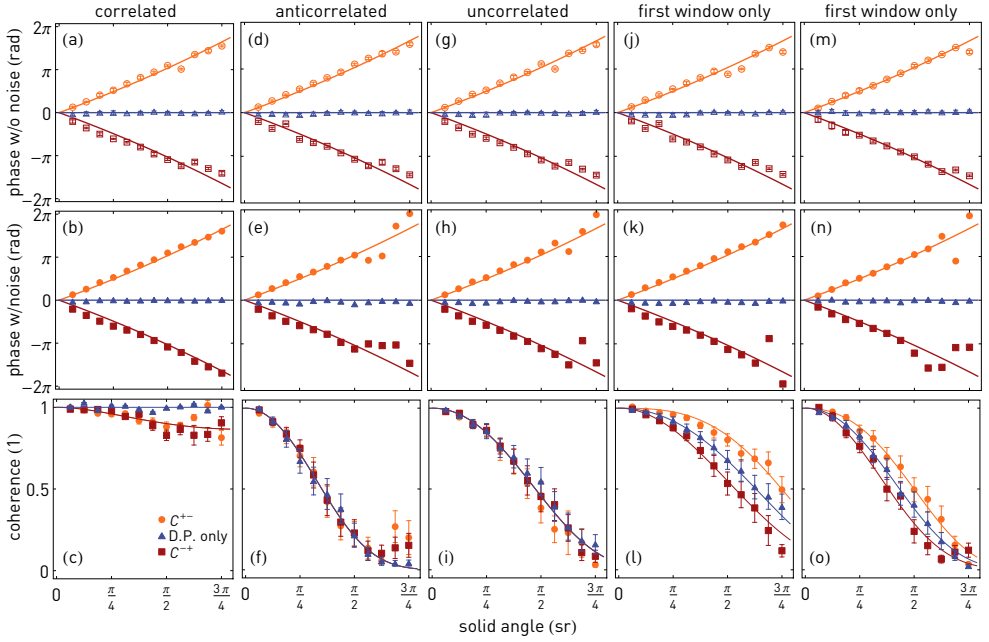 correlated anticorrelated uncorrelated first window only first window only
phase w/o noise (rad)
2π
π
0
-π
-2π
(a) (d) (g) (j) (m)
phase w/noise (rad)
2π
π
0
-π
-2π
(b) (e) (h) (k) (n)
coherence (1)
1
0.5
0
C+-
D.P. only
C-+
(c) (f) (i) (l) (o)
0 π/4 π/2 3π/4 0 π/4 π/2 3π/4 0 π/4 π/2 3π/4 0 π/4 π/2 3π/4 0 π/4 π/2 3π/4
solid angle (sr)